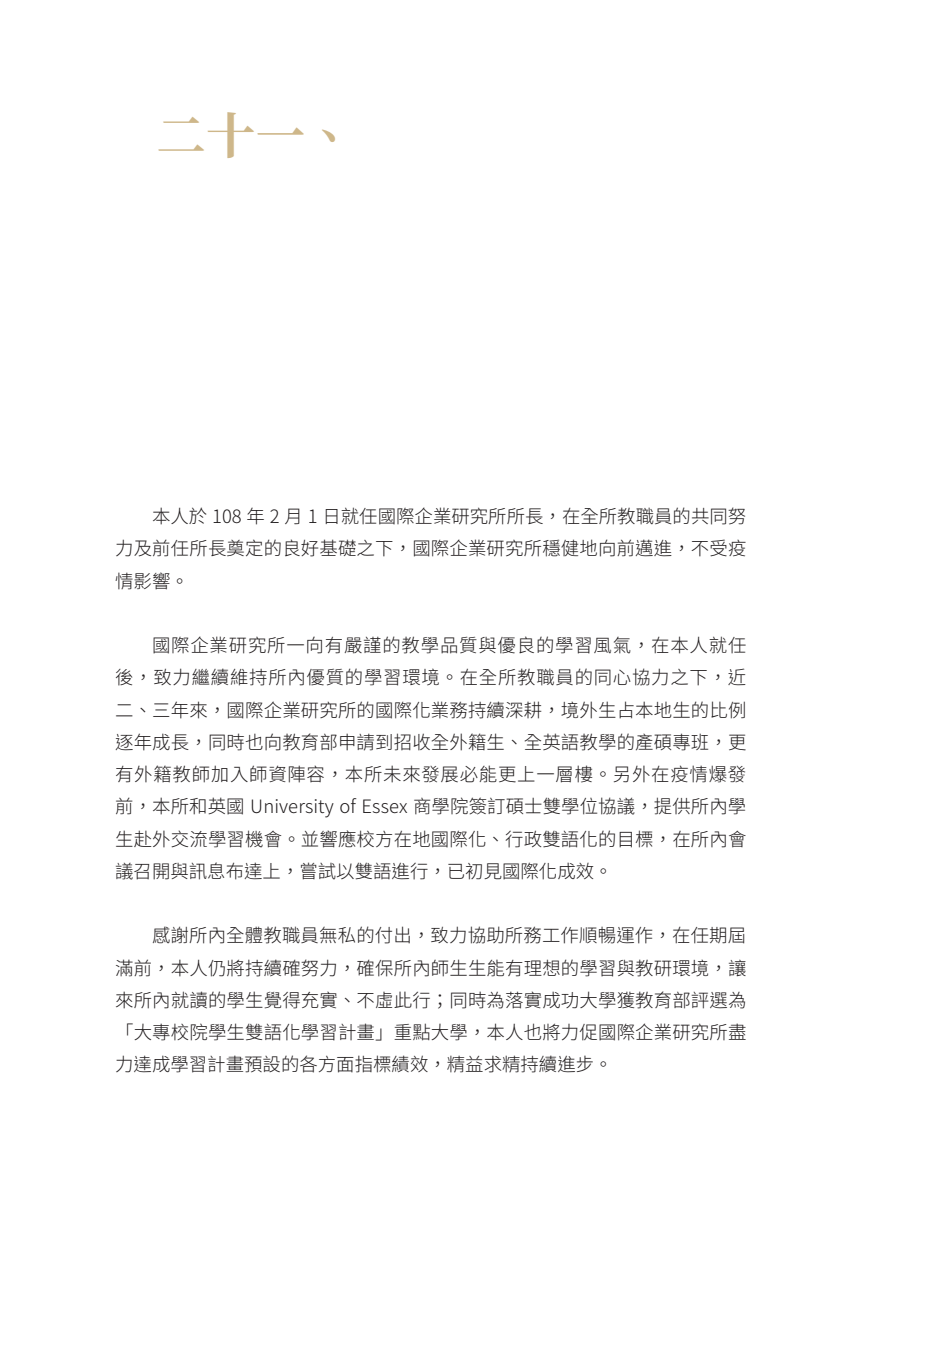 二十一、
本人於 108 年 2 月 1 日就任國際企業研究所所長，在全所教職員的共同努
力及前任所長奠定的良好基礎之下，國際企業研究所穩健地向前邁進，不受疫
情影響。
國際企業研究所一向有嚴謹的教學品質與優良的學習風氣，在本人就任
後，致力繼續維持所內優質的學習環境。在全所教職員的同心協力之下，近
二、三年來，國際企業研究所的國際化業務持續深耕，境外生占本地生的比例
逐年成長，同時也向教育部申請到招收全外籍生、全英語教學的產碩專班，更
有外籍教師加入師資陣容，本所未來發展必能更上一層樓。另外在疫情爆發
前，本所和英國 University of Essex 商學院簽訂碩士雙學位協議，提供所內學
生赴外交流學習機會。並響應校方在地國際化、行政雙語化的目標，在所內會
議召開與訊息布達上，嘗試以雙語進行，已初見國際化成效。
感謝所內全體教職員無私的付出，致力協助所務工作順暢運作，在任期屆
滿前，本人仍將持續確努力，確保所內師生生能有理想的學習與教研環境，讓
來所內就讀的學生覺得充實、不虛此行；同時為落實成功大學獲教育部評選為
「大專校院學生雙語化學習計畫」重點大學，本人也將力促國際企業研究所盡
力達成學習計畫預設的各方面指標績效，精益求精持續進步。